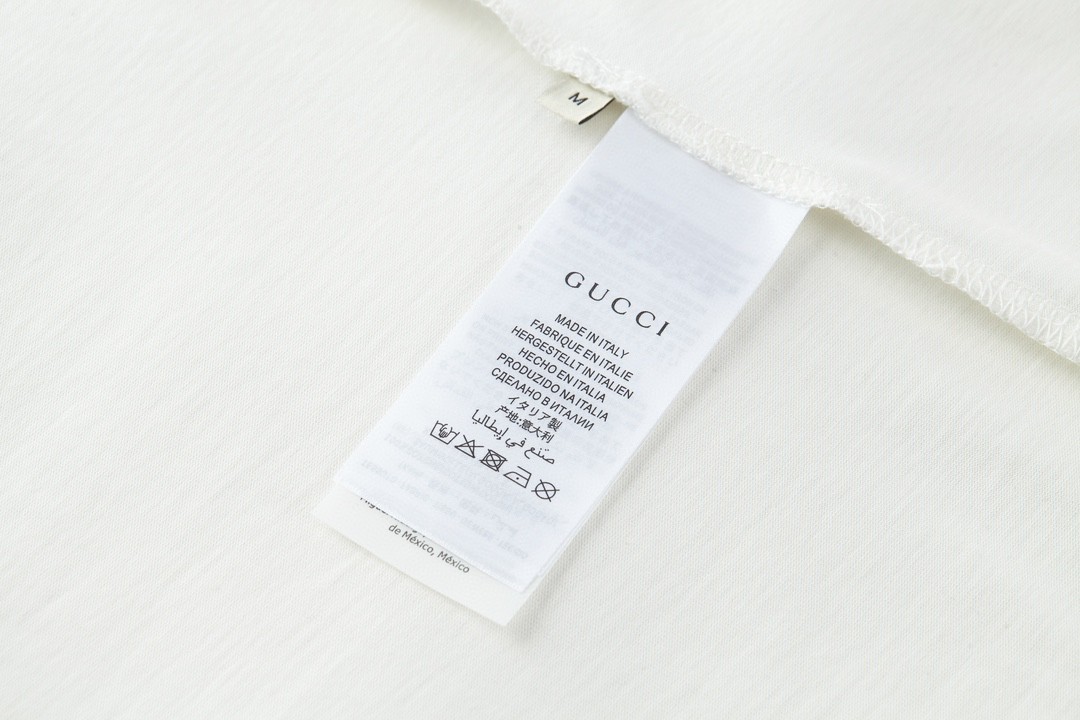 M
GUCCI
MADE IN ITALY
FABRIQUE EN ITALIE
HERGESTELLT IN ITALIEN
HECHO EN ITALIA
PRODUZIDO NA ITALIA
СДЕЛАНО В ИТАЛИИ
イタリア製
产地:意大利
صنع في إيطاليا
de México, México